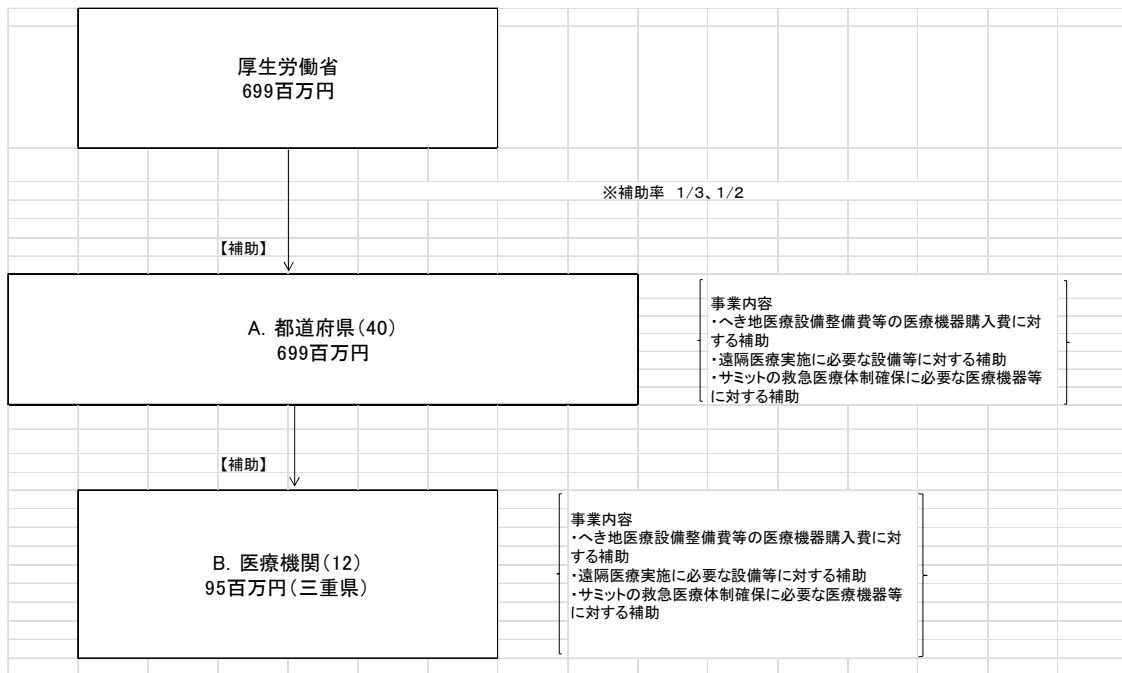 厚生労働省
699百万円
※補助率　1/3、1/2
【補助】
A. 都道府県(40)
699百万円
事業内容
・へき地医療設備整備費等の医療機器購入費に対
する補助
・遠隔医療実施に必要な設備等に対する補助
・サミットの救急医療体制確保に必要な医療機器等
に対する補助
【補助】
B. 医療機関(12)
95百万円(三重県)
事業内容
・へき地医療設備整備費等の医療機器購入費に対
する補助
・遠隔医療実施に必要な設備等に対する補助
・サミットの救急医療体制確保に必要な医療機器等
に対する補助